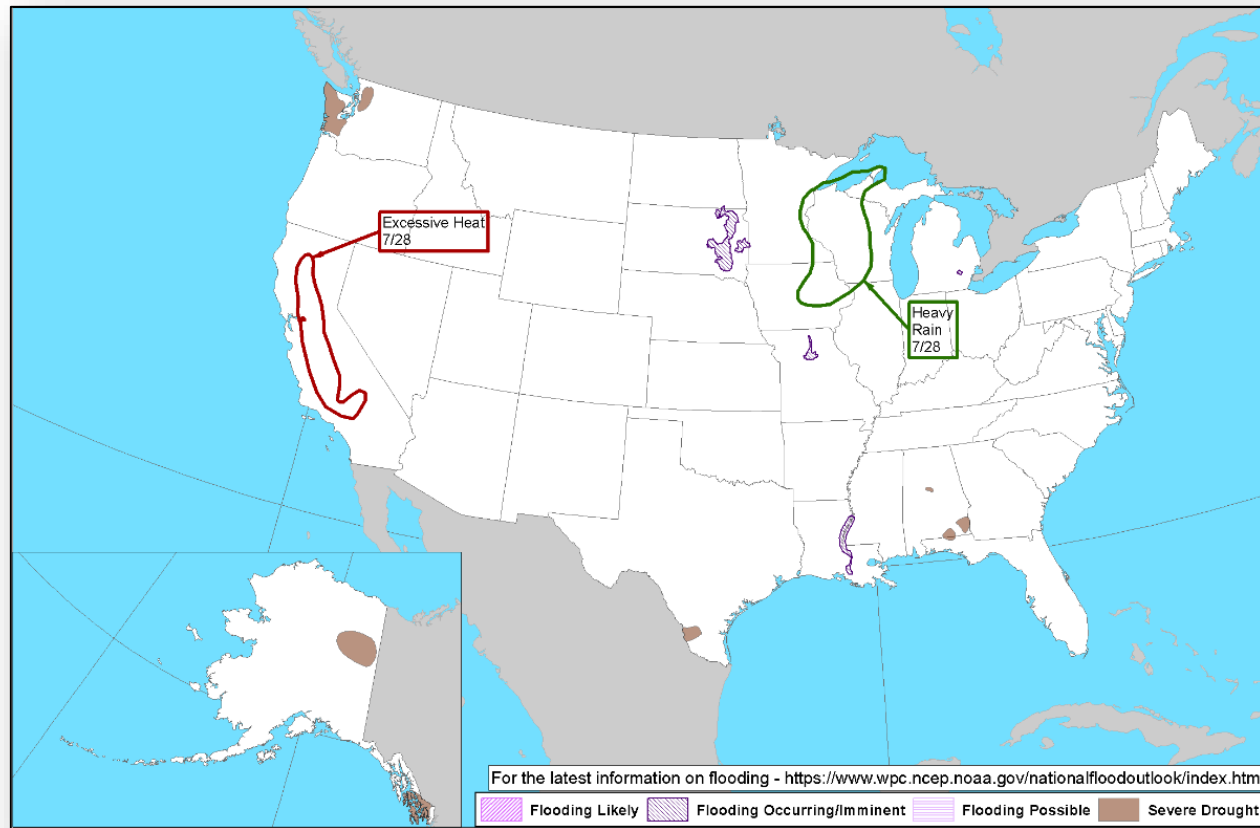 Excessive Heat
7/28
Heavy
Rain
7/28
For the latest information on flooding - https://www.wpc.ncep.noaa.gov/nationalfloodoutlook/index.htm
Flooding Likely Flooding Occurring/Imminent Flooding Possible Severe Drought